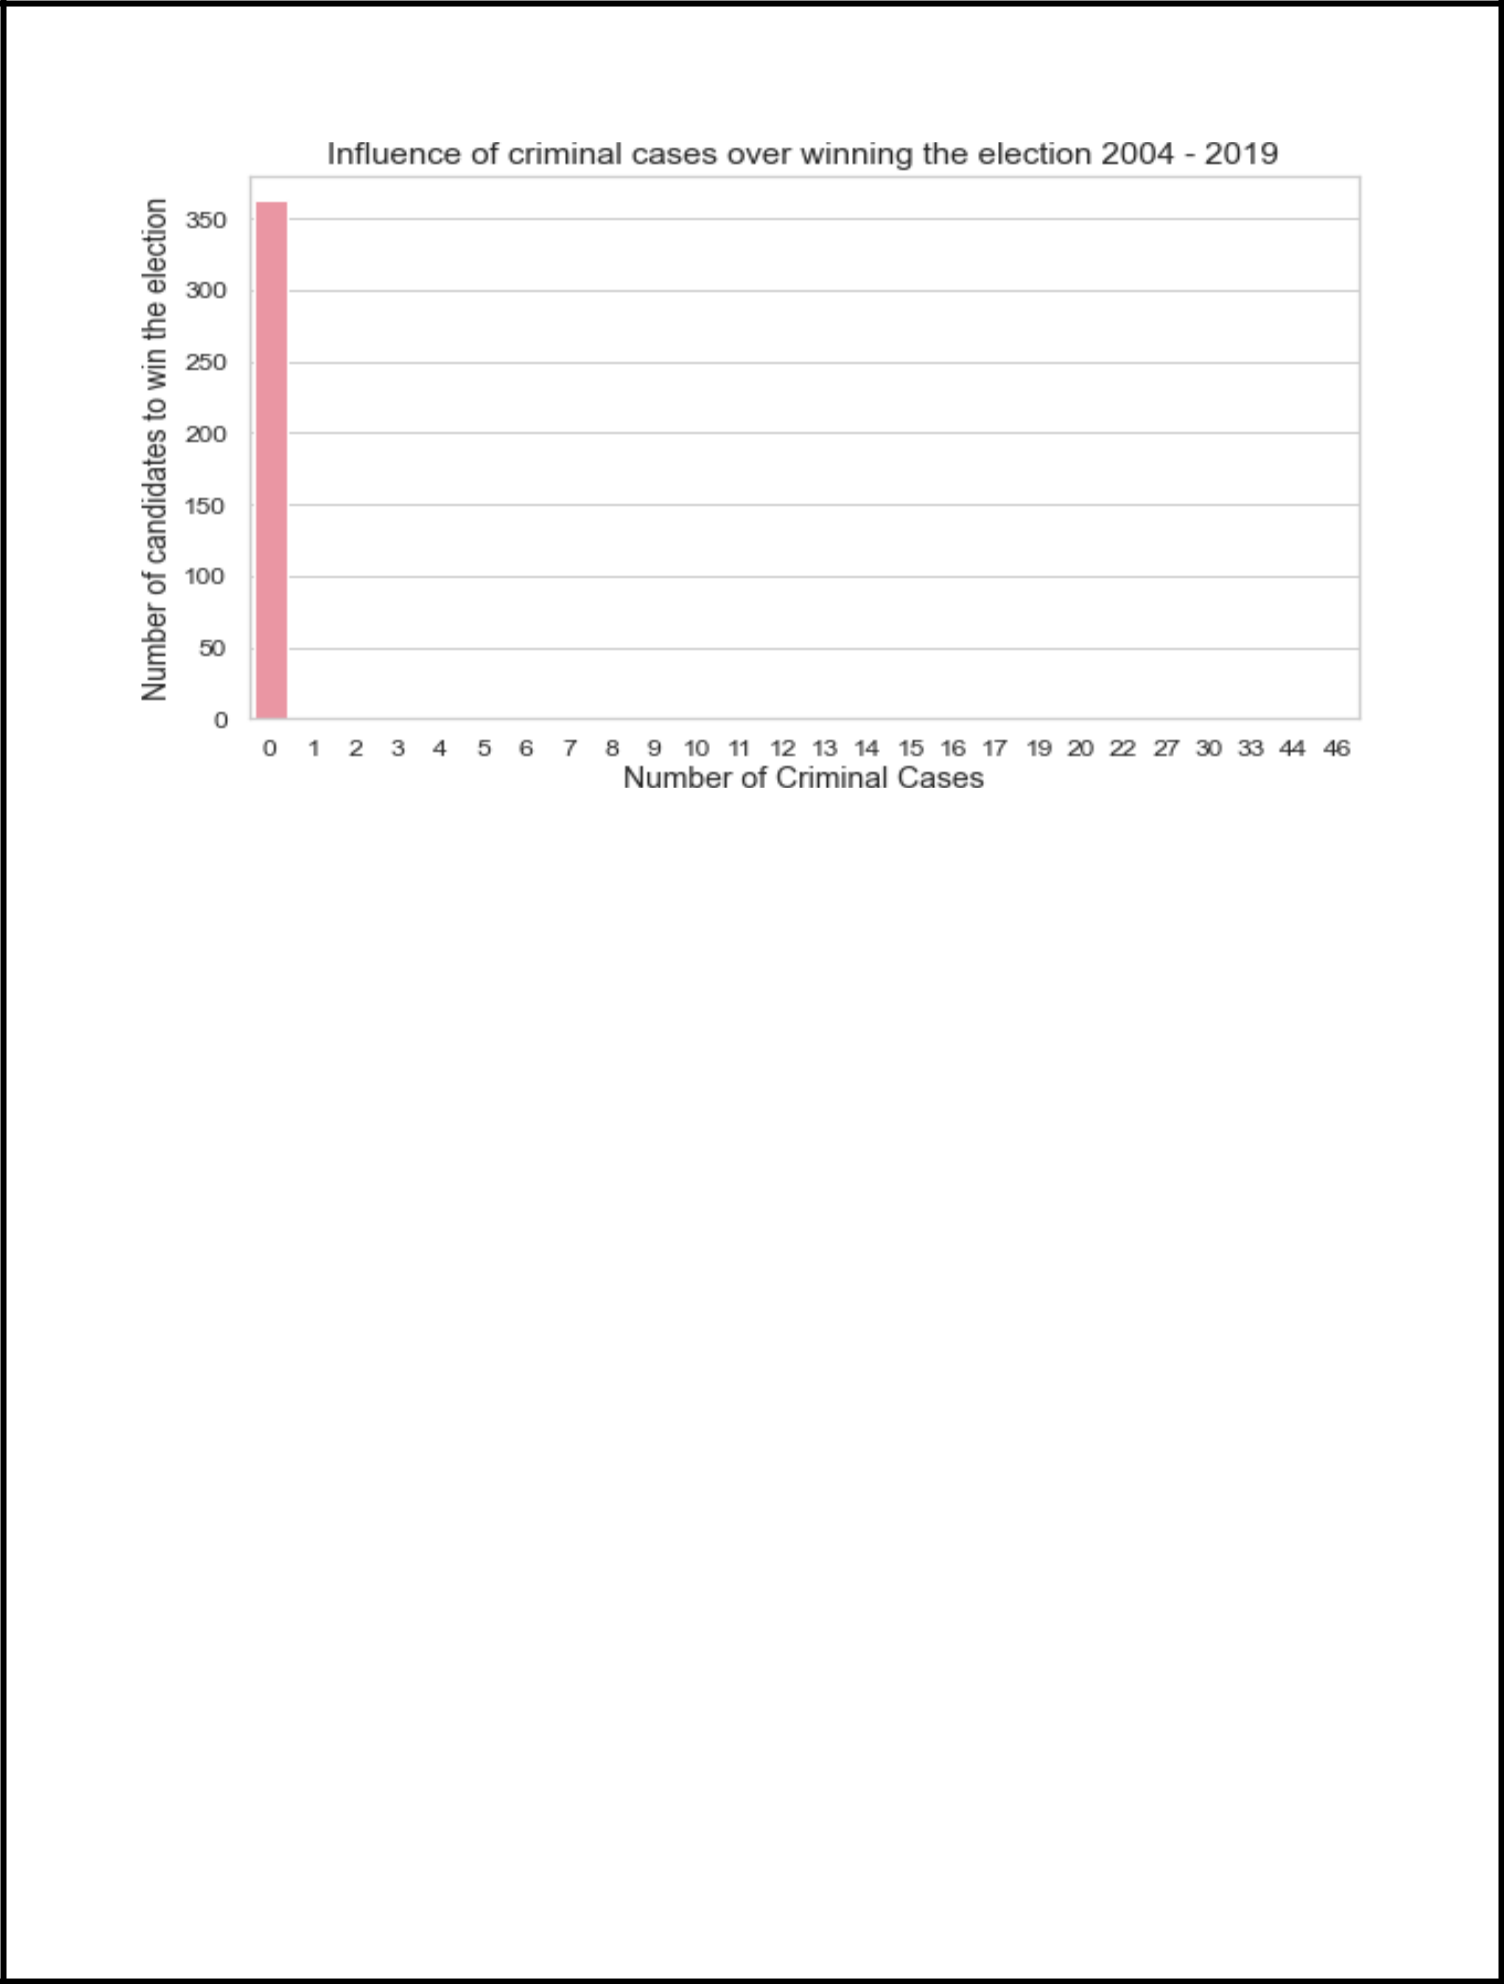 Influence of criminal cases over winning the election 2004 - 2019
Number of candidates to win the election
350
300
250
200
150
100
50
0
0 1 2 3 4 5 6 7 8 9 10 11 12 13 14 15 16 17 19 20 22 27 30 33 44 46
Number of Criminal Cases